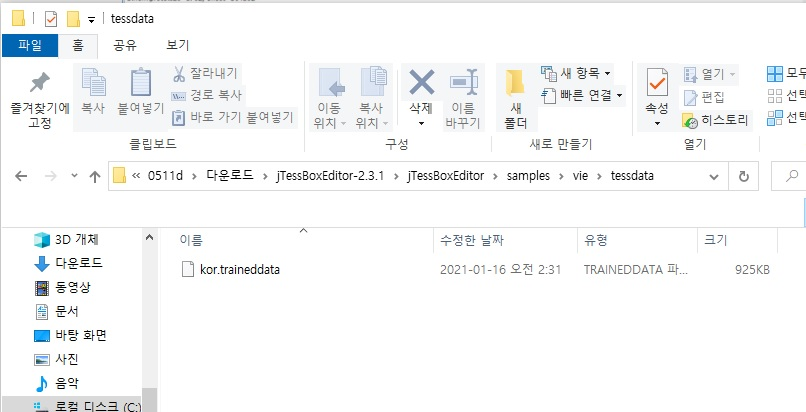 tessdata
파일 홈 공유 보기
즐겨찾기에 고정
복사
붙여넣기
잘라내기
경로 복사
바로 가기 붙여넣기
클립보드
이동 위치
복사 위치
삭제
이름 바꾸기
구성
새 폴더
새 항목
빠른 연결
새로 만들기
속성
열기
편집
히스토리
열기
모두
선택
선택
« 0511d > 다운로드 > jTessBoxEditor-2.3.1 > jTessBoxEditor > samples > vie > tessdata
3D 개체
다운로드
동영상
문서
바탕 화면
사진
음악
로컬 디스크 (C:)
이름 수정한 날짜 유형 크기
kor.traineddata 2021-01-16 오전 2:31 TRAINEDDATA 파... 925KB